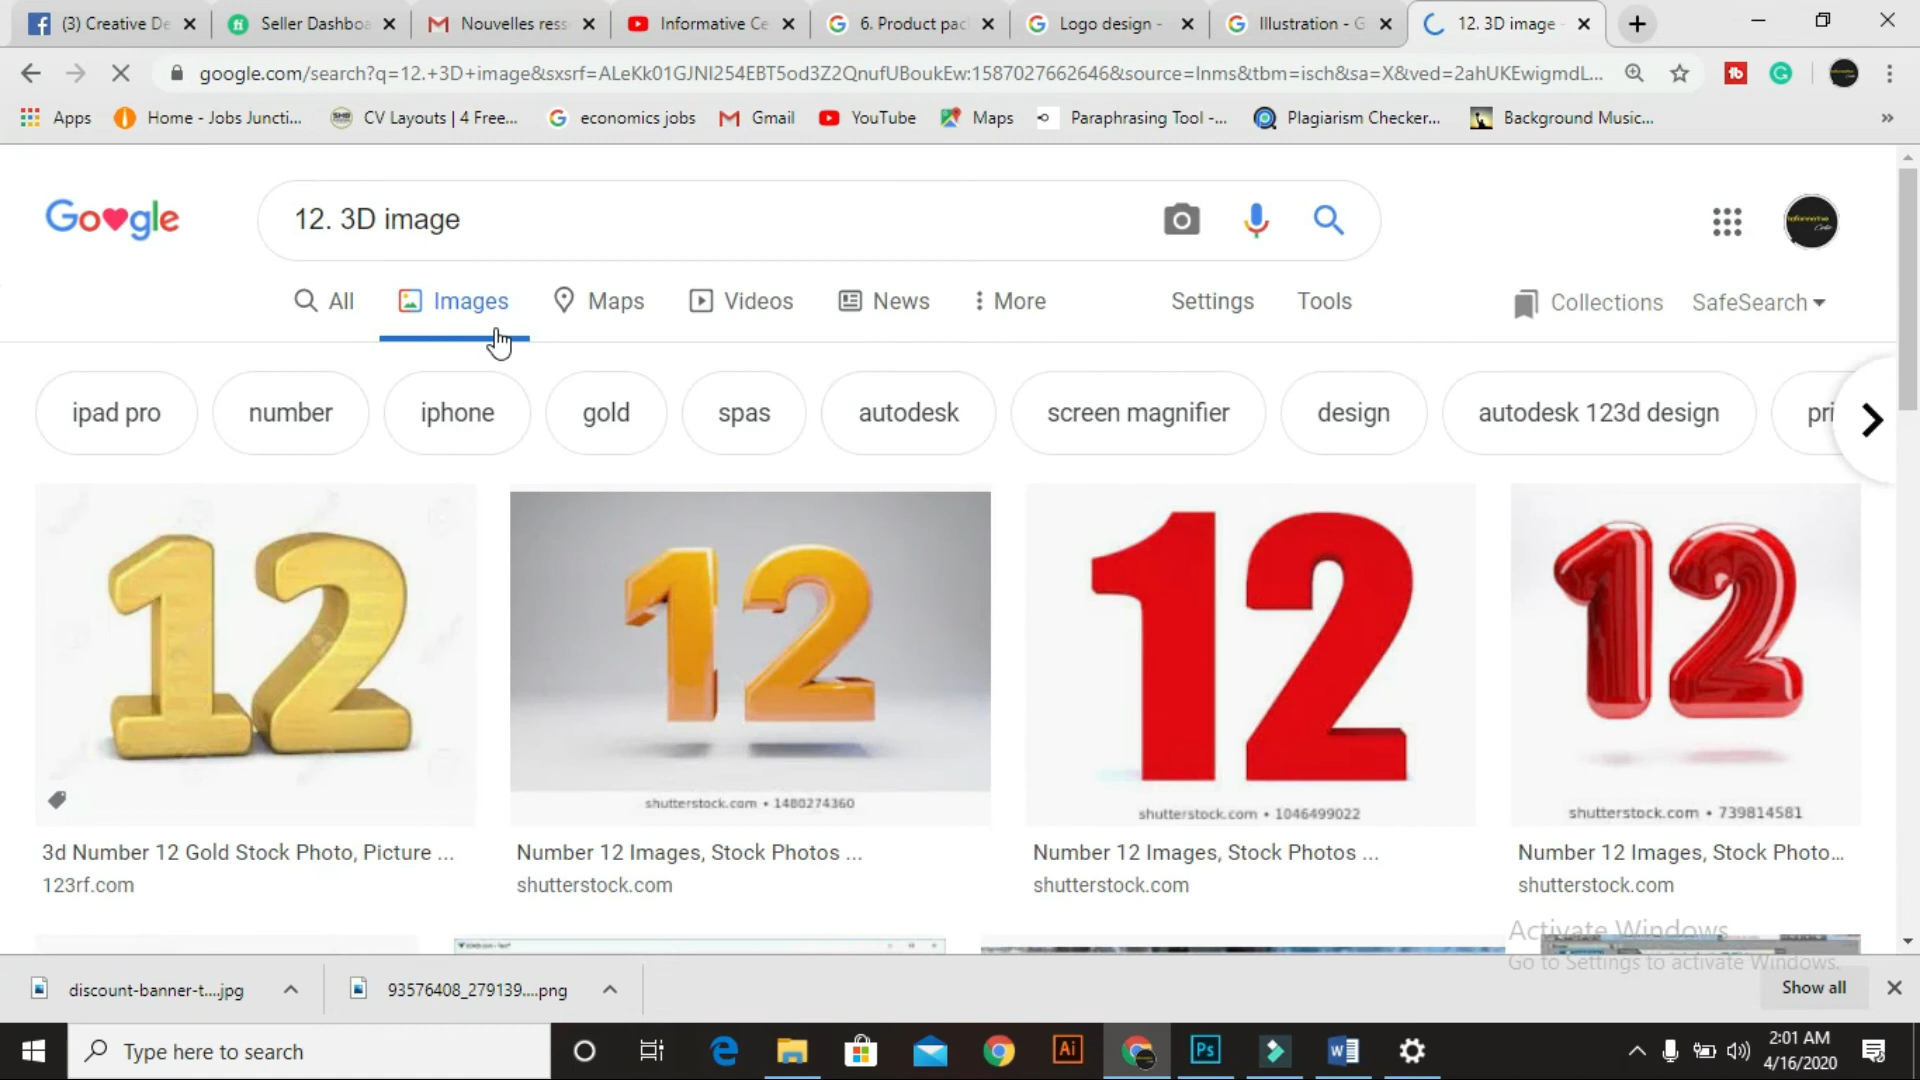 (3) Creative De
Seller Dashboa
Nouvelles ress
Informative Ce
6. Product pac
Logo design -
Illustration - G
12. 3D image -
google.com/search?q=12.+3D+image&sxsrf=ALeKk01GJNI254EBT5od3Z2QnufUBoukEw:1587027662646&source=lnms&tbm=isch&sa=X&ved=2ahUKEwigmdL...
Apps
Home - Jobs Juncti...
CV Layouts | 4 Free...
economics jobs
Gmail
YouTube
Maps
Paraphrasing Tool -...
Plagiarism Checker...
Background Music...
»
Go gle
12. 3D image
All
Images
Maps
Videos
News
More
Settings
Tools
Collections
SafeSearch
ipad pro
number
iphone
gold
spas
autodesk
screen magnifier
design
autodesk 123d design
pri
12
12
12
12
shutterstock.com • 1480274360
shutterstock.com • 1046499022
shutterstock.com • 739814581
3d Number 12 Gold Stock Photo, Picture ...
123rf.com
Number 12 Images, Stock Photos ...
shutterstock.com
Number 12 Images, Stock Photos ...
shutterstock.com
Number 12 Images, Stock Photo...
shutterstock.com
Activate Windows
Go to Settings to activate Windows.
discount-banner-t....jpg
93576408_279139....png
Show all
Type here to search
Ai
Ps
2:01 AM
4/16/2020